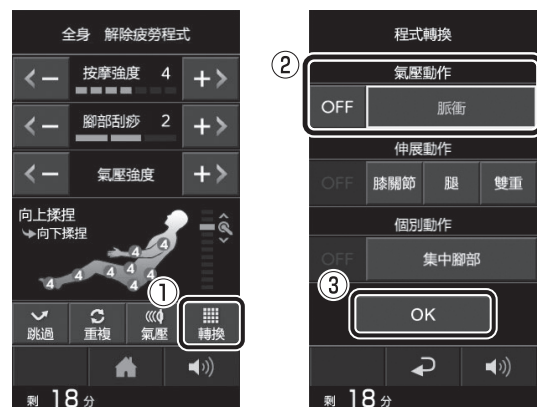 全身 解除疲勞程式
− 按摩強度 4 +
− 腳部刮痧 2 +
− 氣壓強度 +
向上揉捏
向下揉捏
4 4 4 4 4 4 4 4
①
跳過 重複 氣壓 轉換
剩 18 分
程式轉換
②
氣壓動作
OFF 脈衝
伸展動作
OFF 膝關節 腿 雙重
個別動作
OFF 集中腳部
③
OK
剩 18 分